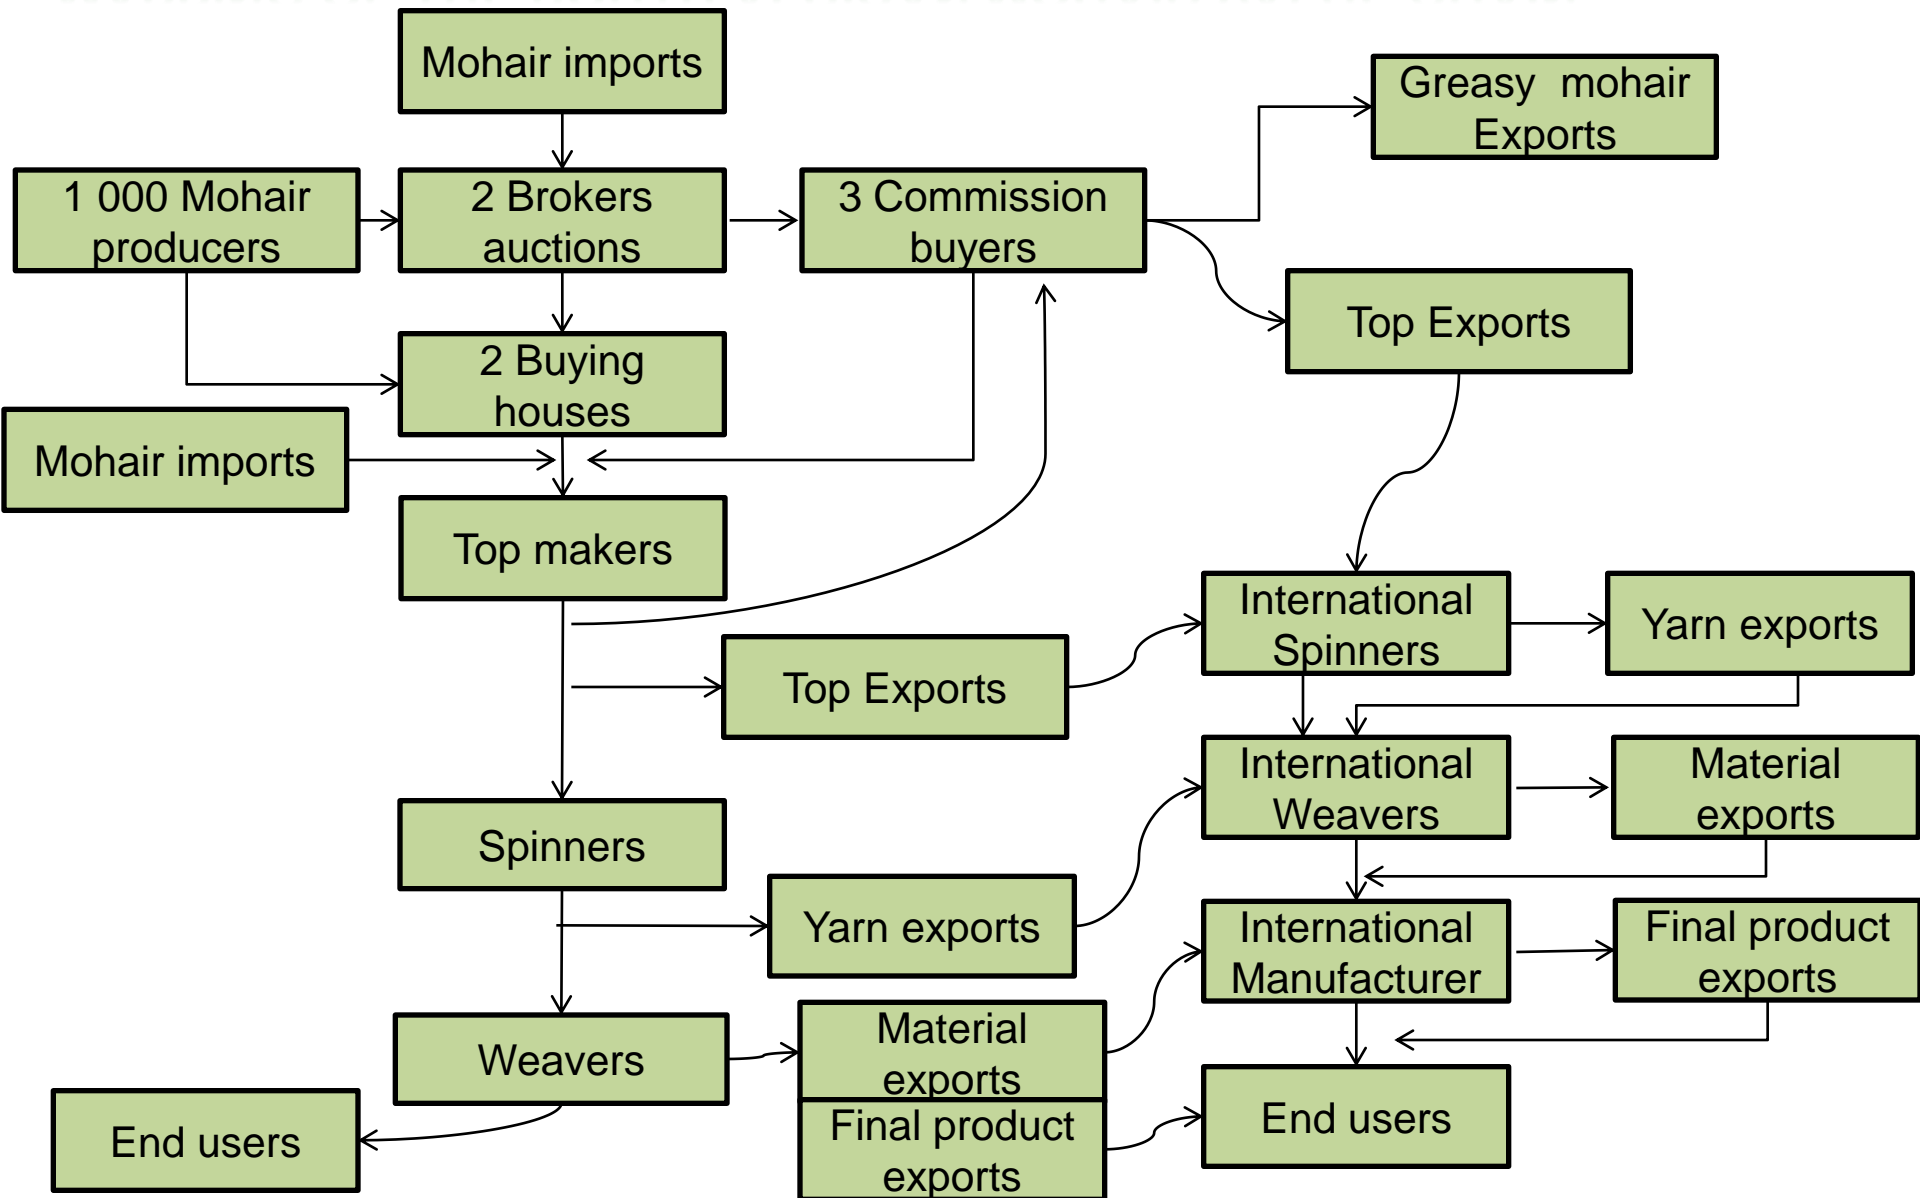 Mohair imports
Greasy mohair
Exports
1 000 Mohair
producers
2 Brokers
auctions
3 Commission
buyers
Top Exports
2 Buying
houses
Mohair imports
Top makers
International
Spinners
Yarn exports
Top Exports
International
Weavers
Material
exports
Spinners
Yarn exports
International
Manufacturer
Final product
exports
Weavers
Material
exports
End users
Final product
exports
End users